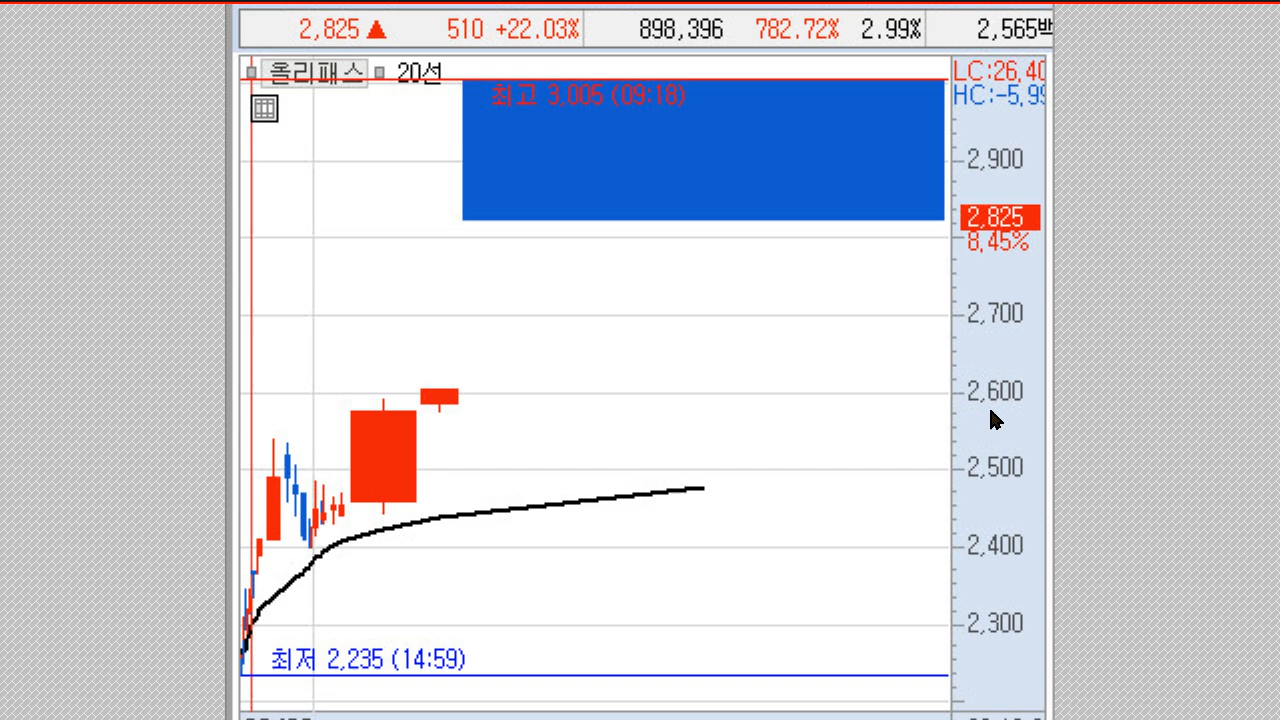 2,825 ▲ 510 +22.03% 898,396 782.72% 2.99% 2,565백
올리패스 20선
LC:26,40
최고 3,005 (09:18)
HC:-5,99
2,900
2,825
8,45%
2,700
2,600
2,500
2,400
2,300
최저 2,235 (14:59)